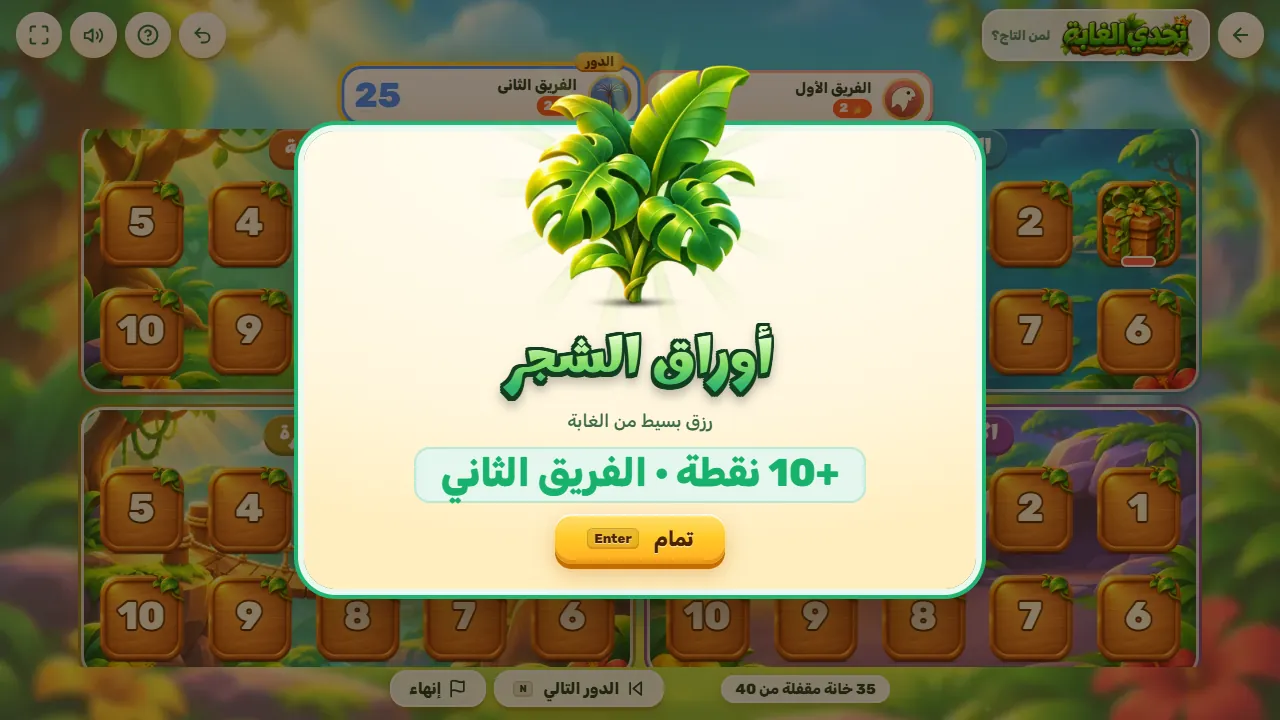 تحدي الغابة
لمن التاج؟
الدور
الفريق الأول
2
الفريق الثاني
25
2
4
5
6
7
9
10
أوراق الشجر
رزق بسيط من الغابة
+10 نقطة • الفريق الثاني
تمام Enter
1
2
4
5
6
7
8
9
10
6
7
8
9
10
35 خانة مقفلة من 40
الدور التالي N
إنهاء